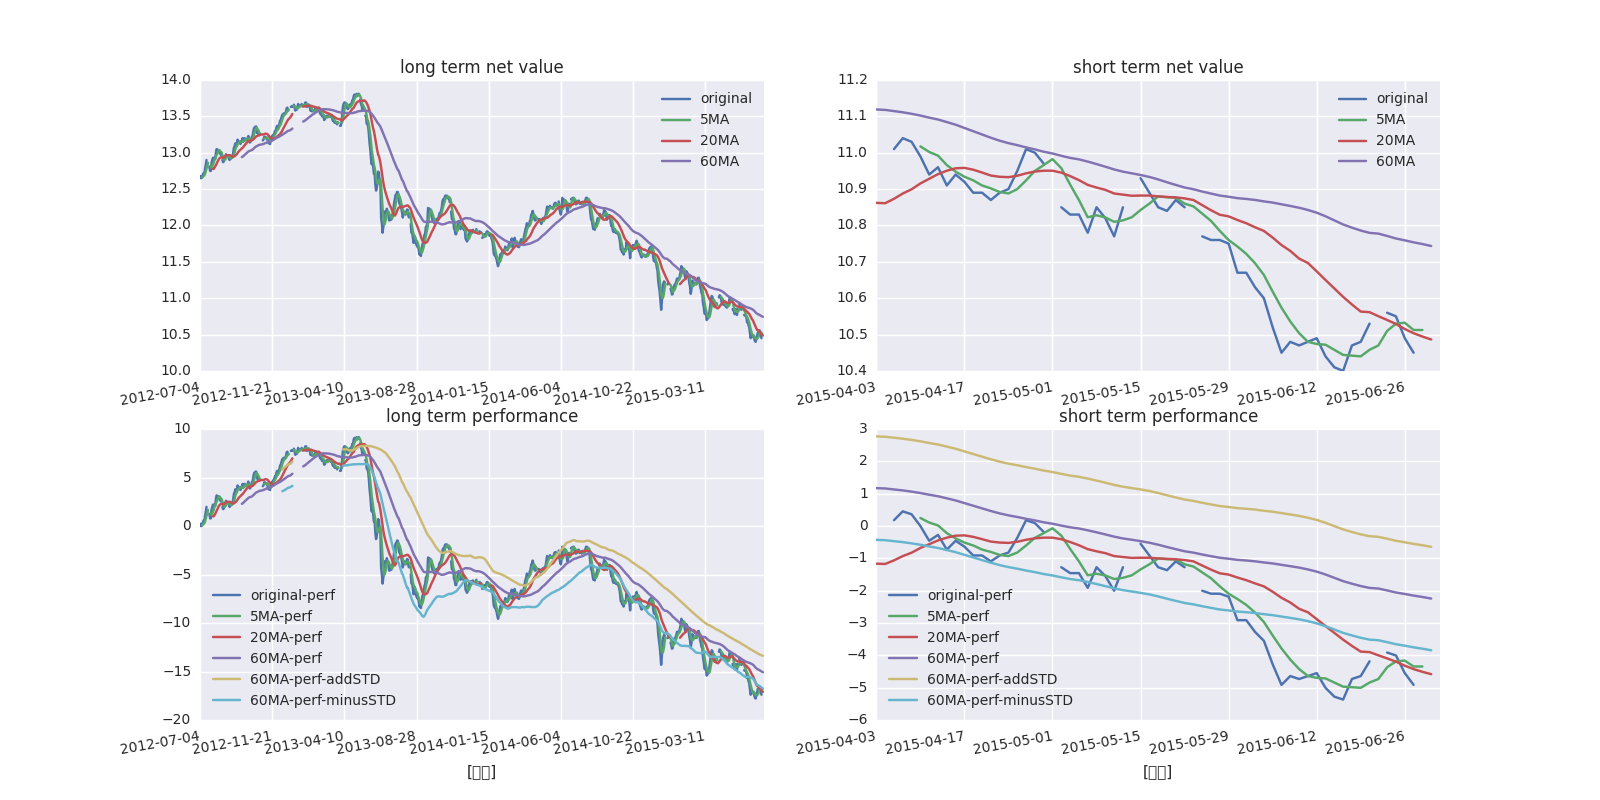 long term net value
14.0
13.5
13.0
12.5
12.0
11.5
11.0
10.5
10.0
original
5MA
20MA
60MA
2012-07-04 2012-11-21 2013-04-10 2013-08-28 2014-01-15 2014-06-04 2014-10-22 2015-03-11
short term net value
11.2
11.1
11.0
10.9
10.8
10.7
10.6
10.5
10.4
original
5MA
20MA
60MA
2015-04-03 2015-04-17 2015-05-01 2015-05-15 2015-05-29 2015-06-12 2015-06-26
long term performance
10
5
0
−5
−10
−15
−20
original-perf
5MA-perf
20MA-perf
60MA-perf
60MA-perf-addSTD
60MA-perf-minusSTD
2012-07-04 2012-11-21 2013-04-10 2013-08-28 2014-01-15 2014-06-04 2014-10-22 2015-03-11
[▯▯]
short term performance
3
2
1
0
−1
−2
−3
−4
−5
−6
original-perf
5MA-perf
20MA-perf
60MA-perf
60MA-perf-addSTD
60MA-perf-minusSTD
2015-04-03 2015-04-17 2015-05-01 2015-05-15 2015-05-29 2015-06-12 2015-06-26
[▯▯]